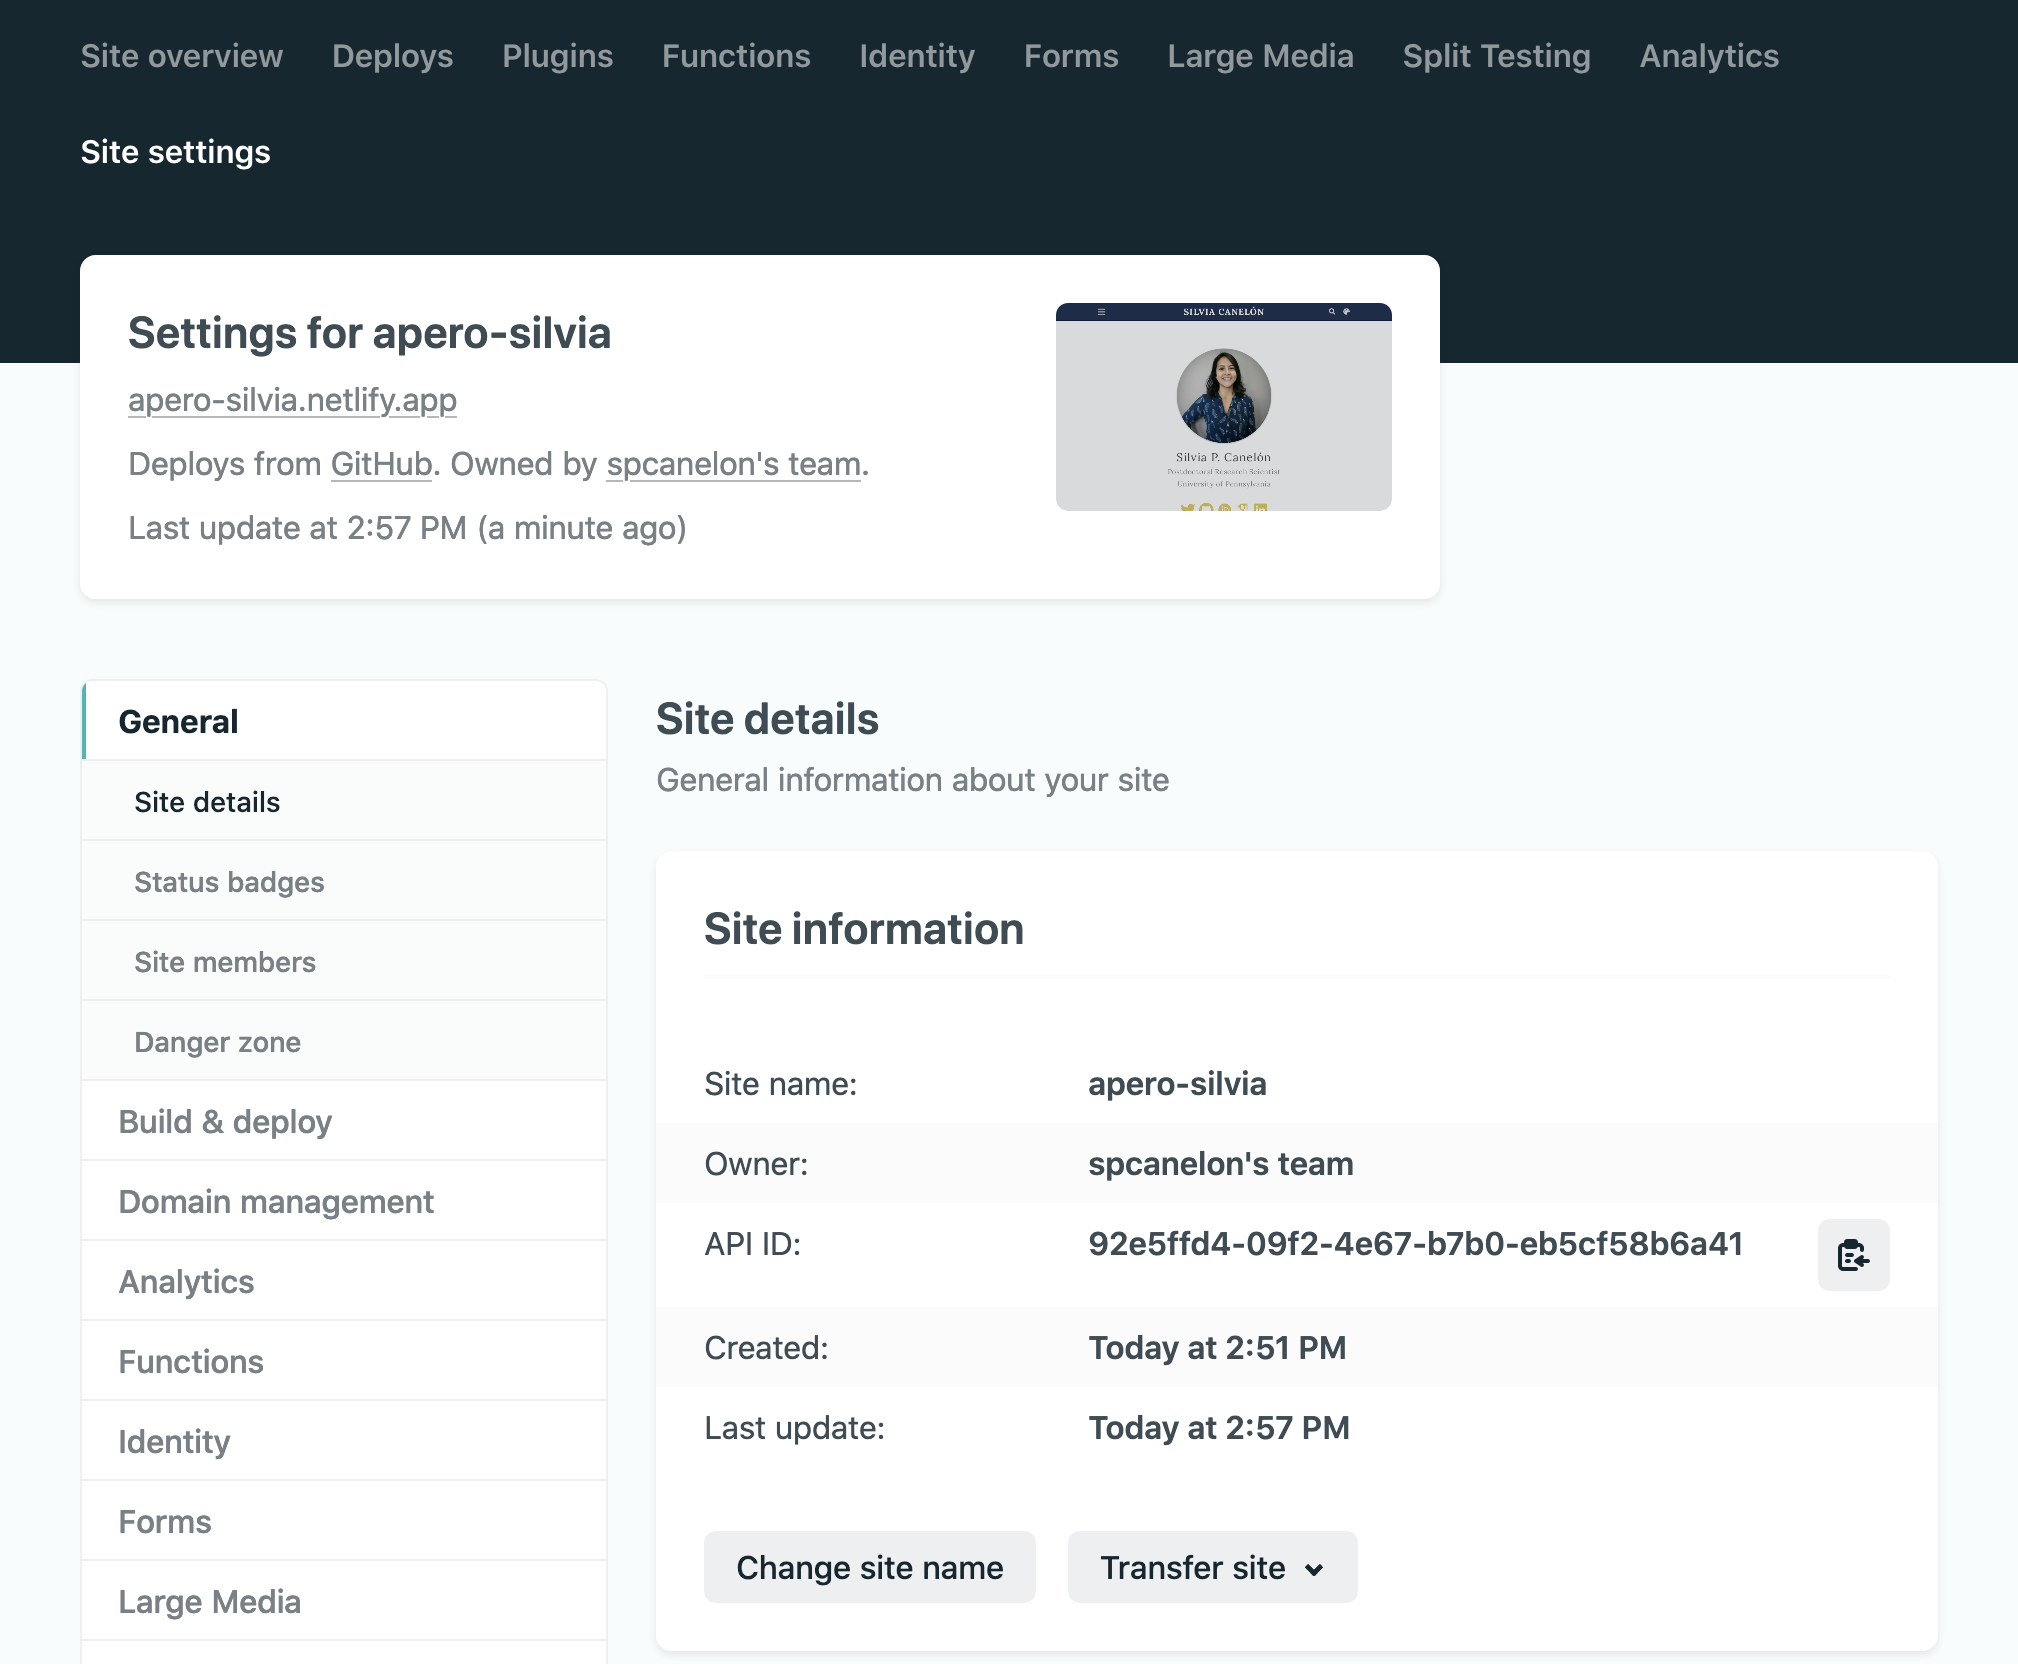 Site overview Deploys Plugins Functions Identity Forms Large Media Split Testing Analytics
Site settings
Settings for apero-silvia
apero-silvia.netlify.app
Deploys from GitHub. Owned by spcanelon's team.
Last update at 2:57 PM (a minute ago)
SILVIA CANELÓN
Silvia P. Canelón
Postdoctoral Research Scientist
University of Pennsylvania
General
Site details
Status badges
Site members
Danger zone
Build & deploy
Domain management
Analytics
Functions
Identity
Forms
Large Media
Site details
General information about your site
Site information
Site name: apero-silvia
Owner: spcanelon's team
API ID: 92e5ffd4-09f2-4e67-b7b0-eb5cf58b6a41
Created: Today at 2:51 PM
Last update: Today at 2:57 PM
Change site name Transfer site